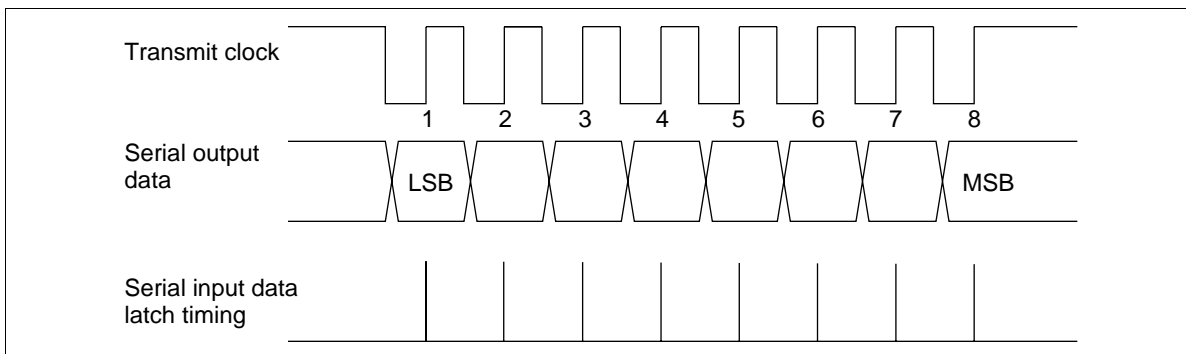 Transmit clock
1 2 3 4 5 6 7 8
Serial output
data
LSB
MSB
Serial input data
latch timing